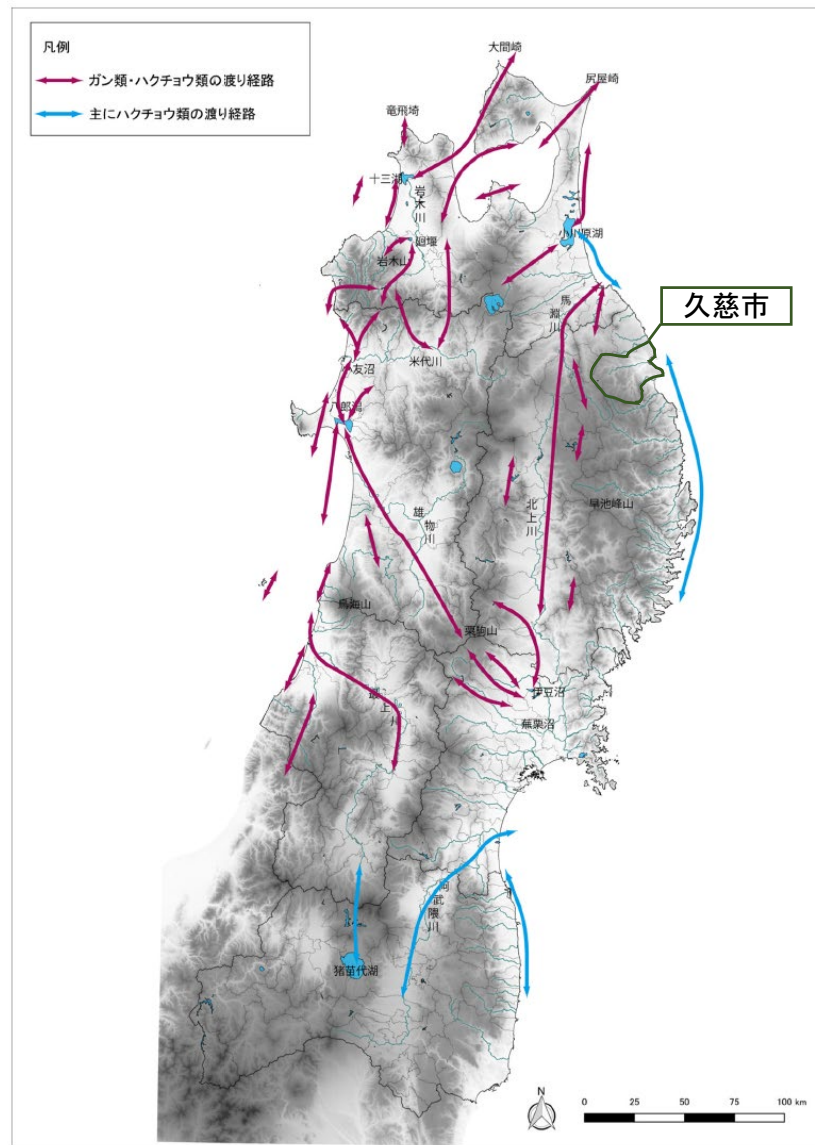 凡例
ガン類・ハクチョウ類の渡り経路
主にハクチョウ類の渡り経路
大間崎
尻屋崎
竜飛埼
十三湖
岩木川
小川原湖
廻堰
岩木山
久慈市
馬淵川
米代川
小友沼
八郎潟
早池峰山
雄物川
北上川
鳥海山
栗駒山
伊豆沼
最上川
蕪栗沼
阿武隈川
猪苗代湖
N
0 25 50 75 100 km